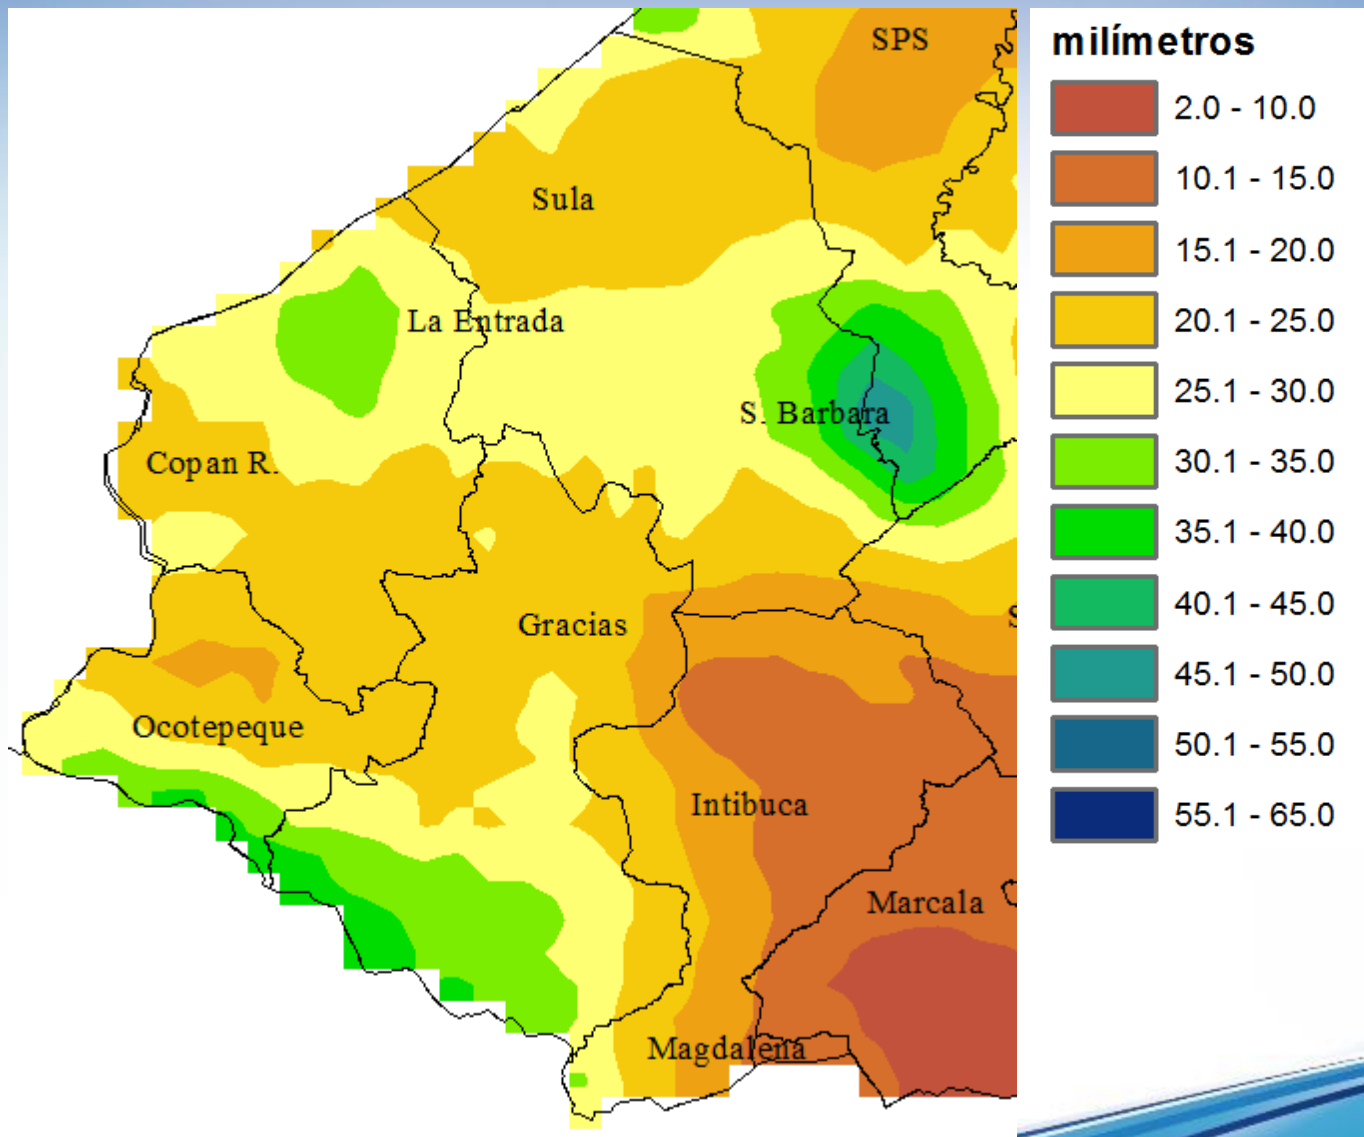 SPS
Sula
La Entrada
S. Barbara
Copan R.
Gracias
S
Ocotepeque
Intibuca
Marcala
Magdalena
milímetros
2.0 - 10.0
10.1 - 15.0
15.1 - 20.0
20.1 - 25.0
25.1 - 30.0
30.1 - 35.0
35.1 - 40.0
40.1 - 45.0
45.1 - 50.0
50.1 - 55.0
55.1 - 65.0